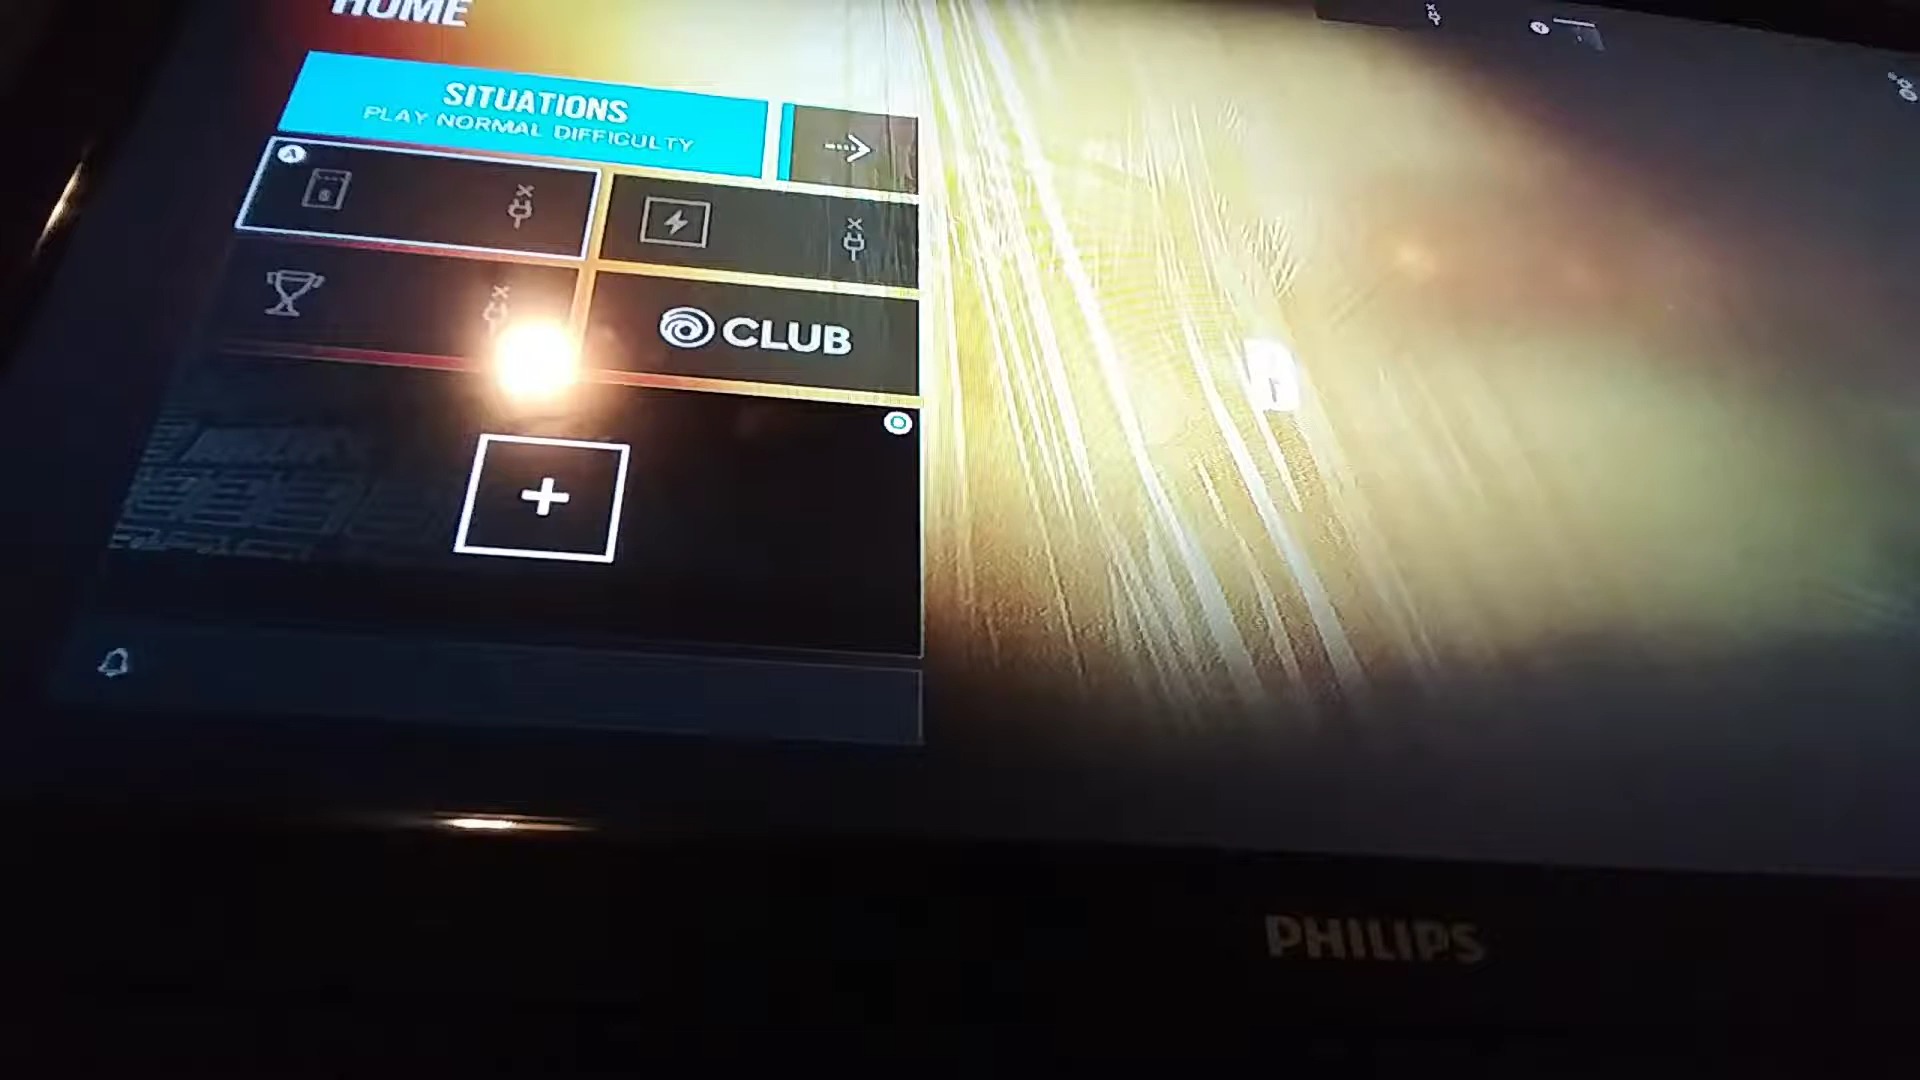 HOME
SITUATIONS
PLAY NORMAL DIFFICULTY
CLUB
PHILIPS